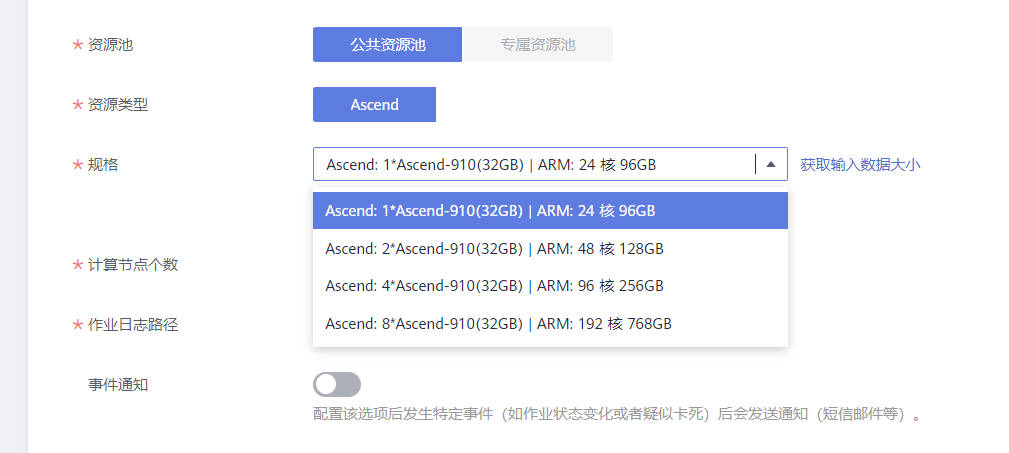 * 资源池 公共资源池 专属资源池
* 资源类型 Ascend
* 规格 Ascend: 1*Ascend-910(32GB) | ARM: 24 核 96GB 获取输入数据大小
Ascend: 1*Ascend-910(32GB) | ARM: 24 核 96GB
Ascend: 2*Ascend-910(32GB) | ARM: 48 核 128GB
* 计算节点个数
Ascend: 4*Ascend-910(32GB) | ARM: 96 核 256GB
Ascend: 8*Ascend-910(32GB) | ARM: 192 核 768GB
* 作业日志路径
事件通知
配置该选项后发生特定事件（如作业状态变化或者疑似卡死）后会发送通知（短信邮件等）。